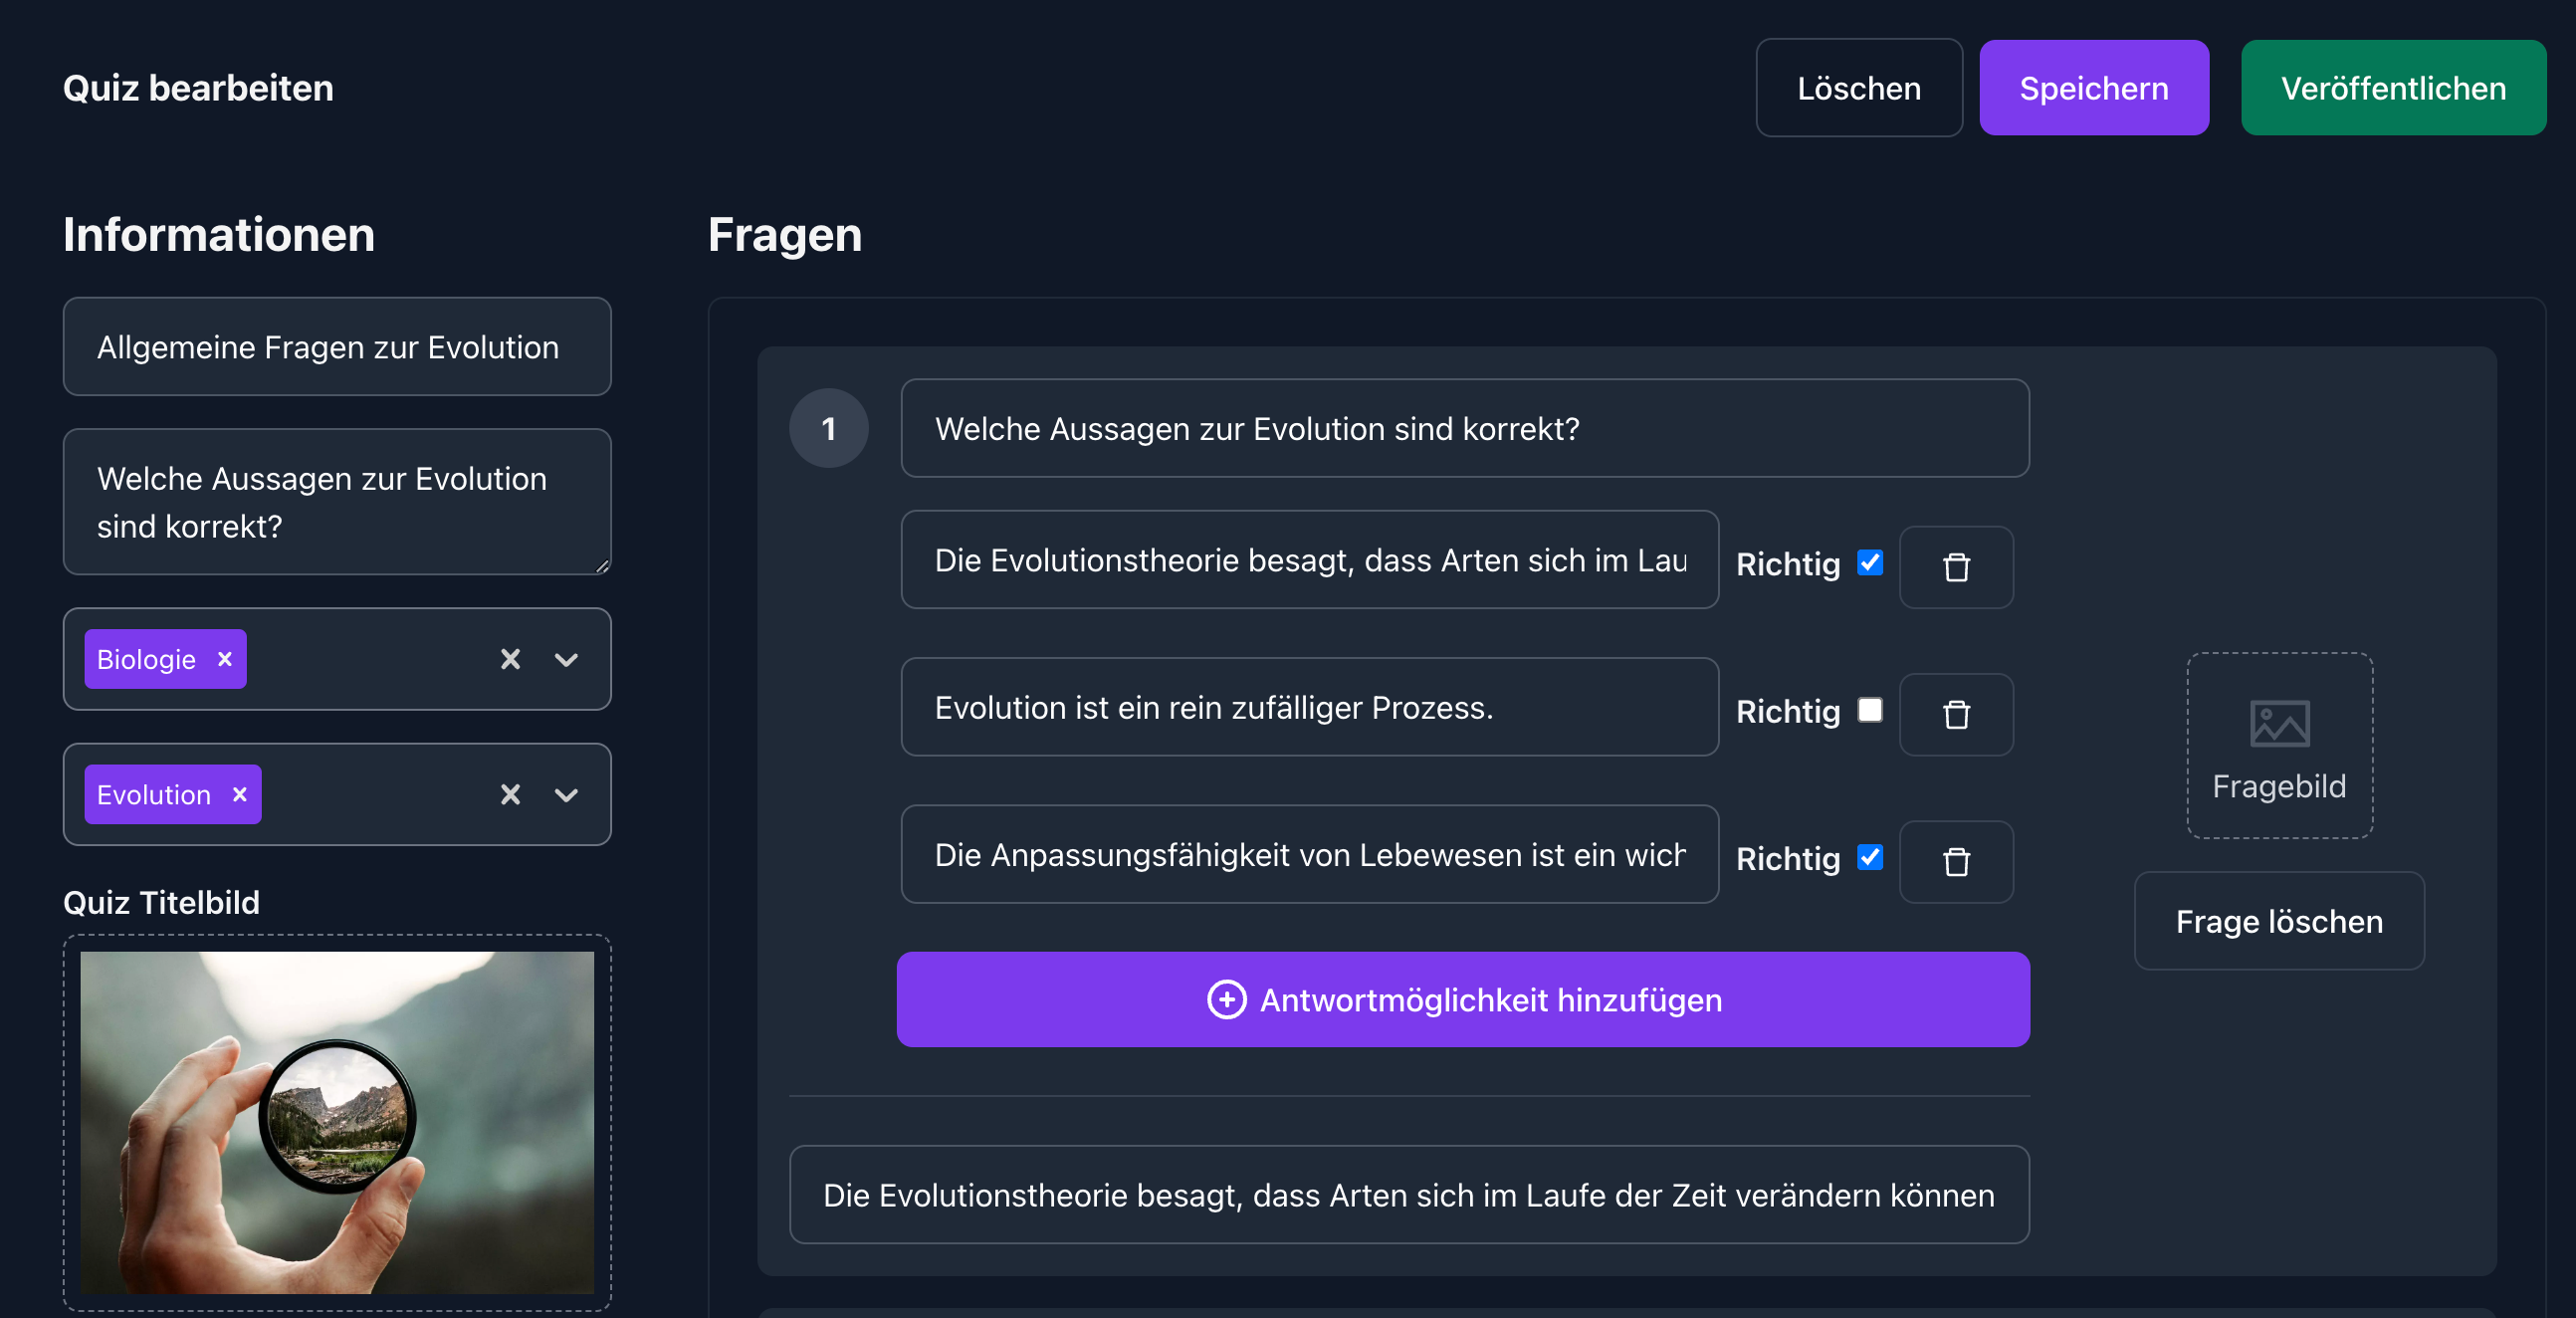 Quiz bearbeiten
Löschen
Speichern
Veröffentlichen
Informationen
Allgemeine Fragen zur Evolution
Welche Aussagen zur Evolution
sind korrekt?
Biologie
Evolution
Quiz Titelbild
Fragen
1
Welche Aussagen zur Evolution sind korrekt?
Die Evolutionstheorie besagt, dass Arten sich im Lau
Richtig
Evolution ist ein rein zufälliger Prozess.
Richtig
Die Anpassungsfähigkeit von Lebewesen ist ein wich
Richtig
Antwortmöglichkeit hinzufügen
Die Evolutionstheorie besagt, dass Arten sich im Laufe der Zeit verändern können
Fragebild
Frage löschen